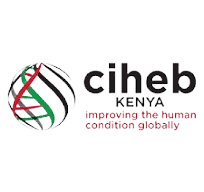 ciheb
KENYA
improving the human
condition globally